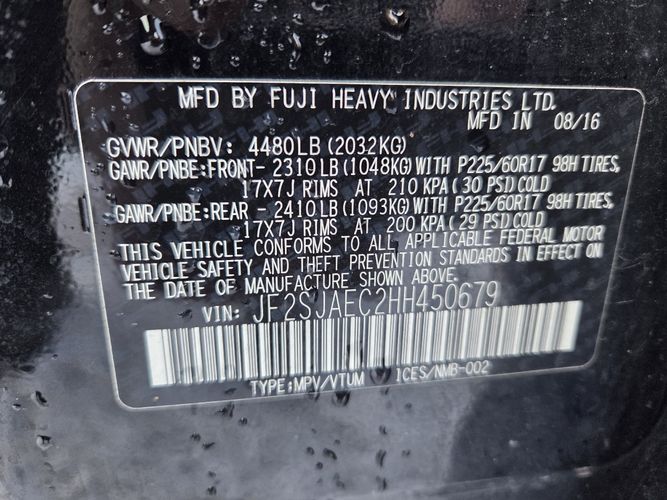 MFD BY FUJI HEAVY INDUSTRIES LTD.
MFD IN 08/16
GVWR/PNBV: 4480LB(2032KG)
GAWR/PNBE:FRONT- 2310LB(1048KG)WITH P225/60R17 98H TIRES,
17X7J RIMS AT 210 KPA(30 PSI)COLD
GAWR/PNBE:REAR - 2410LB(1093KG)WITH P225/60R17 98H TIRES,
17X7J RIMS AT 200 KPA(29 PSI)COLD
THIS VEHICLE CONFORMS TO ALL APPLICABLE FEDERAL MOTOR
VEHICLE SAFETY AND THEFT PREVENTION STANDARDS IN EFFECT ON
THE DATE OF MANUFACTURE SHOWN ABOVE.
VIN: JF2SJAEC2HH450679
TYPE:MPV/VTUM ICES/NMB-002